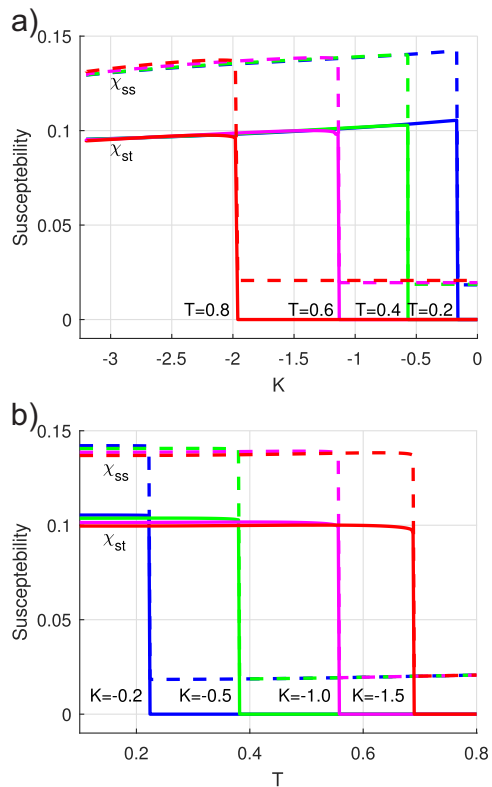 a)
0.15
χss
0.1
χst
Susceptebility
0.05
T=0.8 T=0.6 T=0.4 T=0.2
0
-3 -2.5 -2 -1.5 -1 -0.5 0
K
b)
0.15
χss
0.1
χst
Susceptebility
0.05
K=-0.2 K=-0.5 K=-1.0 K=-1.5
0
0.2 0.4 0.6 0.8
T